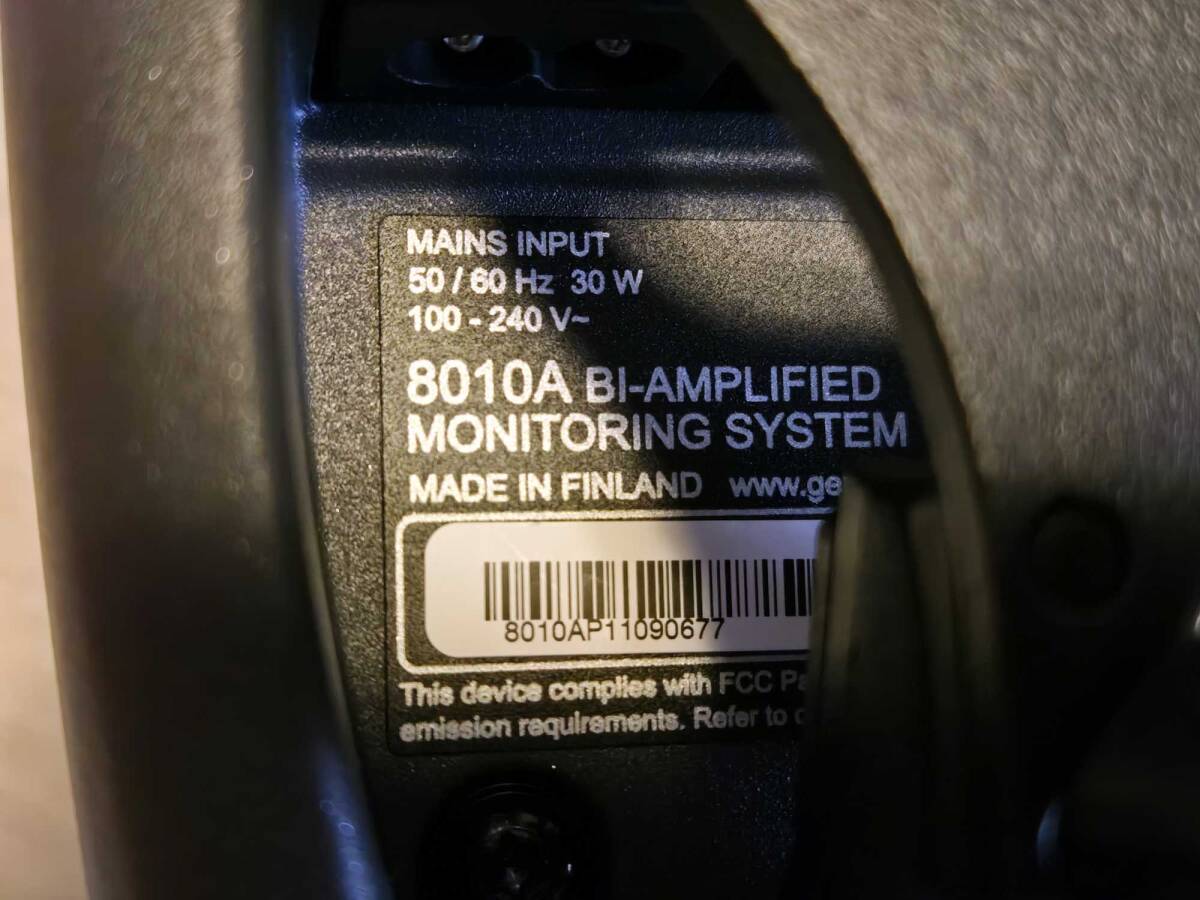 MAINS INPUT
50 / 60 Hz 30 W
100 - 240 V~
8010A BI-AMPLIFIED
MONITORING SYSTEM
MADE IN FINLAND www.ge
8010AP11090677
This device complies with FCC
emission requirements. Refer to